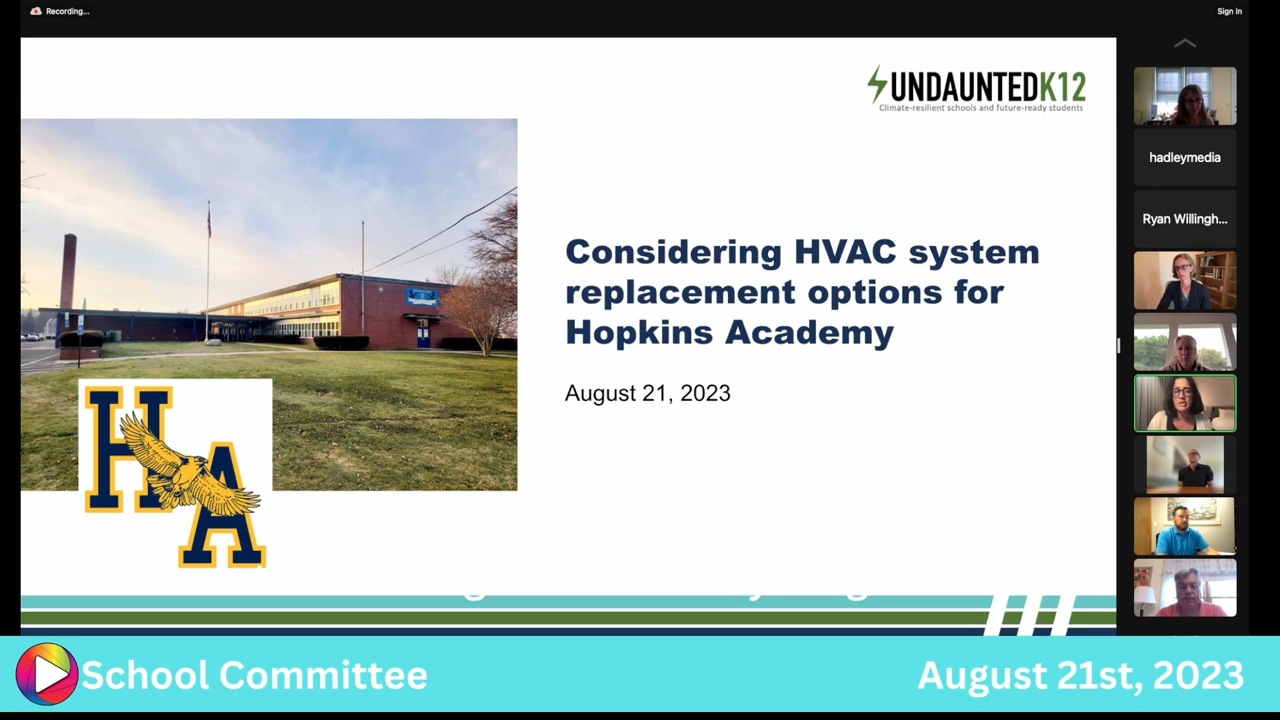 Recording...
Sign in
UNDAUNTEDK12
Climate-resilient schools and future-ready students
hadleymedia
Ryan Willingh...
Considering HVAC system
replacement options for
Hopkins Academy
August 21, 2023
HA
School Committee
August 21st, 2023